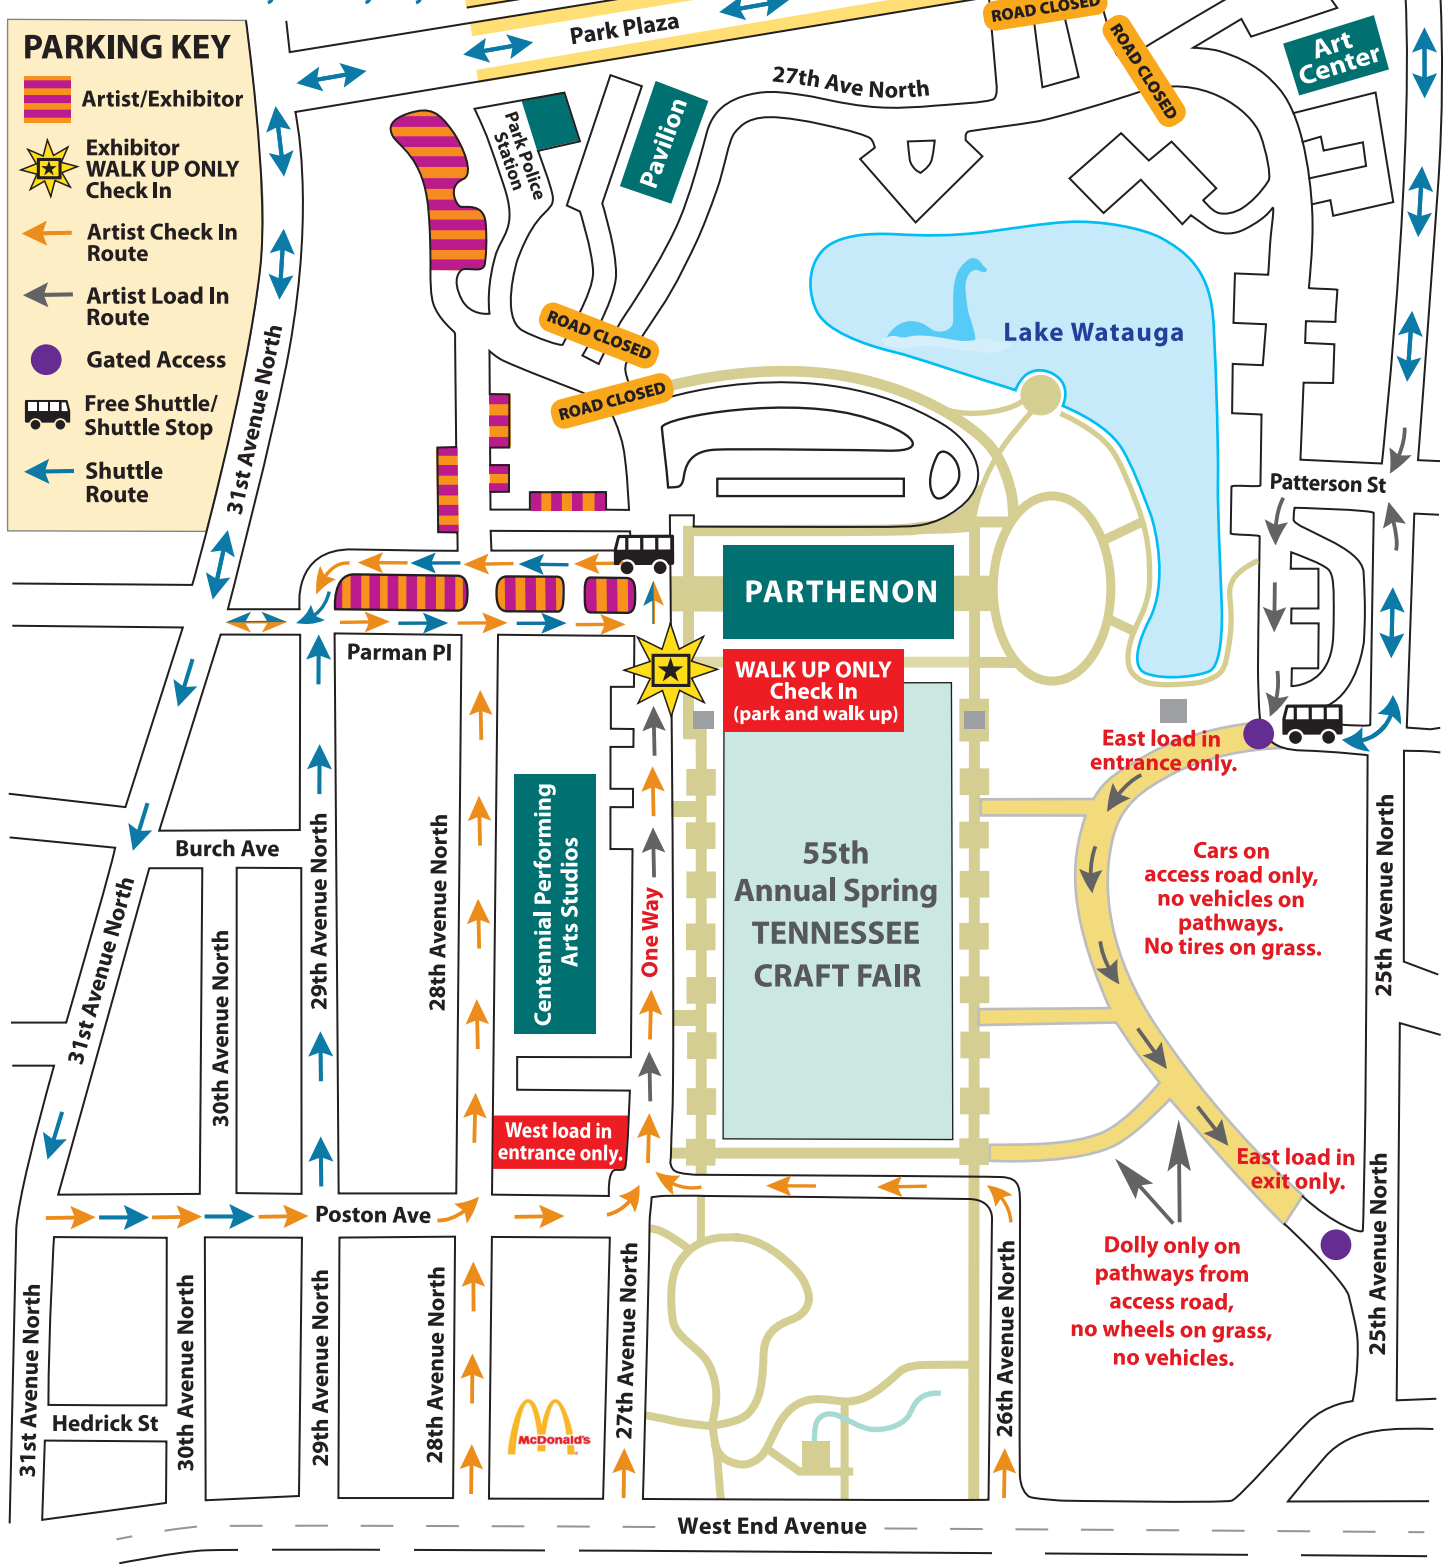 PARKING KEY
Artist/Exhibitor
Exhibitor
WALK UP ONLY
Check In
Artist Check In
Route
Artist Load In
Route
Gated Access
Free Shuttle/
Shuttle Stop
Shuttle
Route
Park Plaza
ROAD CLOSED
ROAD CLOSED
Art
Center
27th Ave North
Park Police
Station
Pavilion
Lake Watauga
ROAD CLOSED
ROAD CLOSED
31st Avenue North
Patterson St
PARTHENON
Parman Pl
WALK UP ONLY
Check In
(park and walk up)
East load in
entrance only.
55th
Annual Spring
TENNESSEE
CRAFT FAIR
Cars on
access road only,
no vehicles on
pathways.
No tires on grass.
Burch Ave
31st Avenue North
30th Avenue North
29th Avenue North
28th Avenue North
Centennial Performing
Arts Studios
One Way
25th Avenue North
West load in
entrance only.
East load in
exit only.
Poston Ave
Dolly only on
pathways from
access road,
no wheels on grass,
no vehicles.
25th Avenue North
31st Avenue North
Hedrick St
30th Avenue North
29th Avenue North
28th Avenue North
McDonald's
27th Avenue North
26th Avenue North
West End Avenue